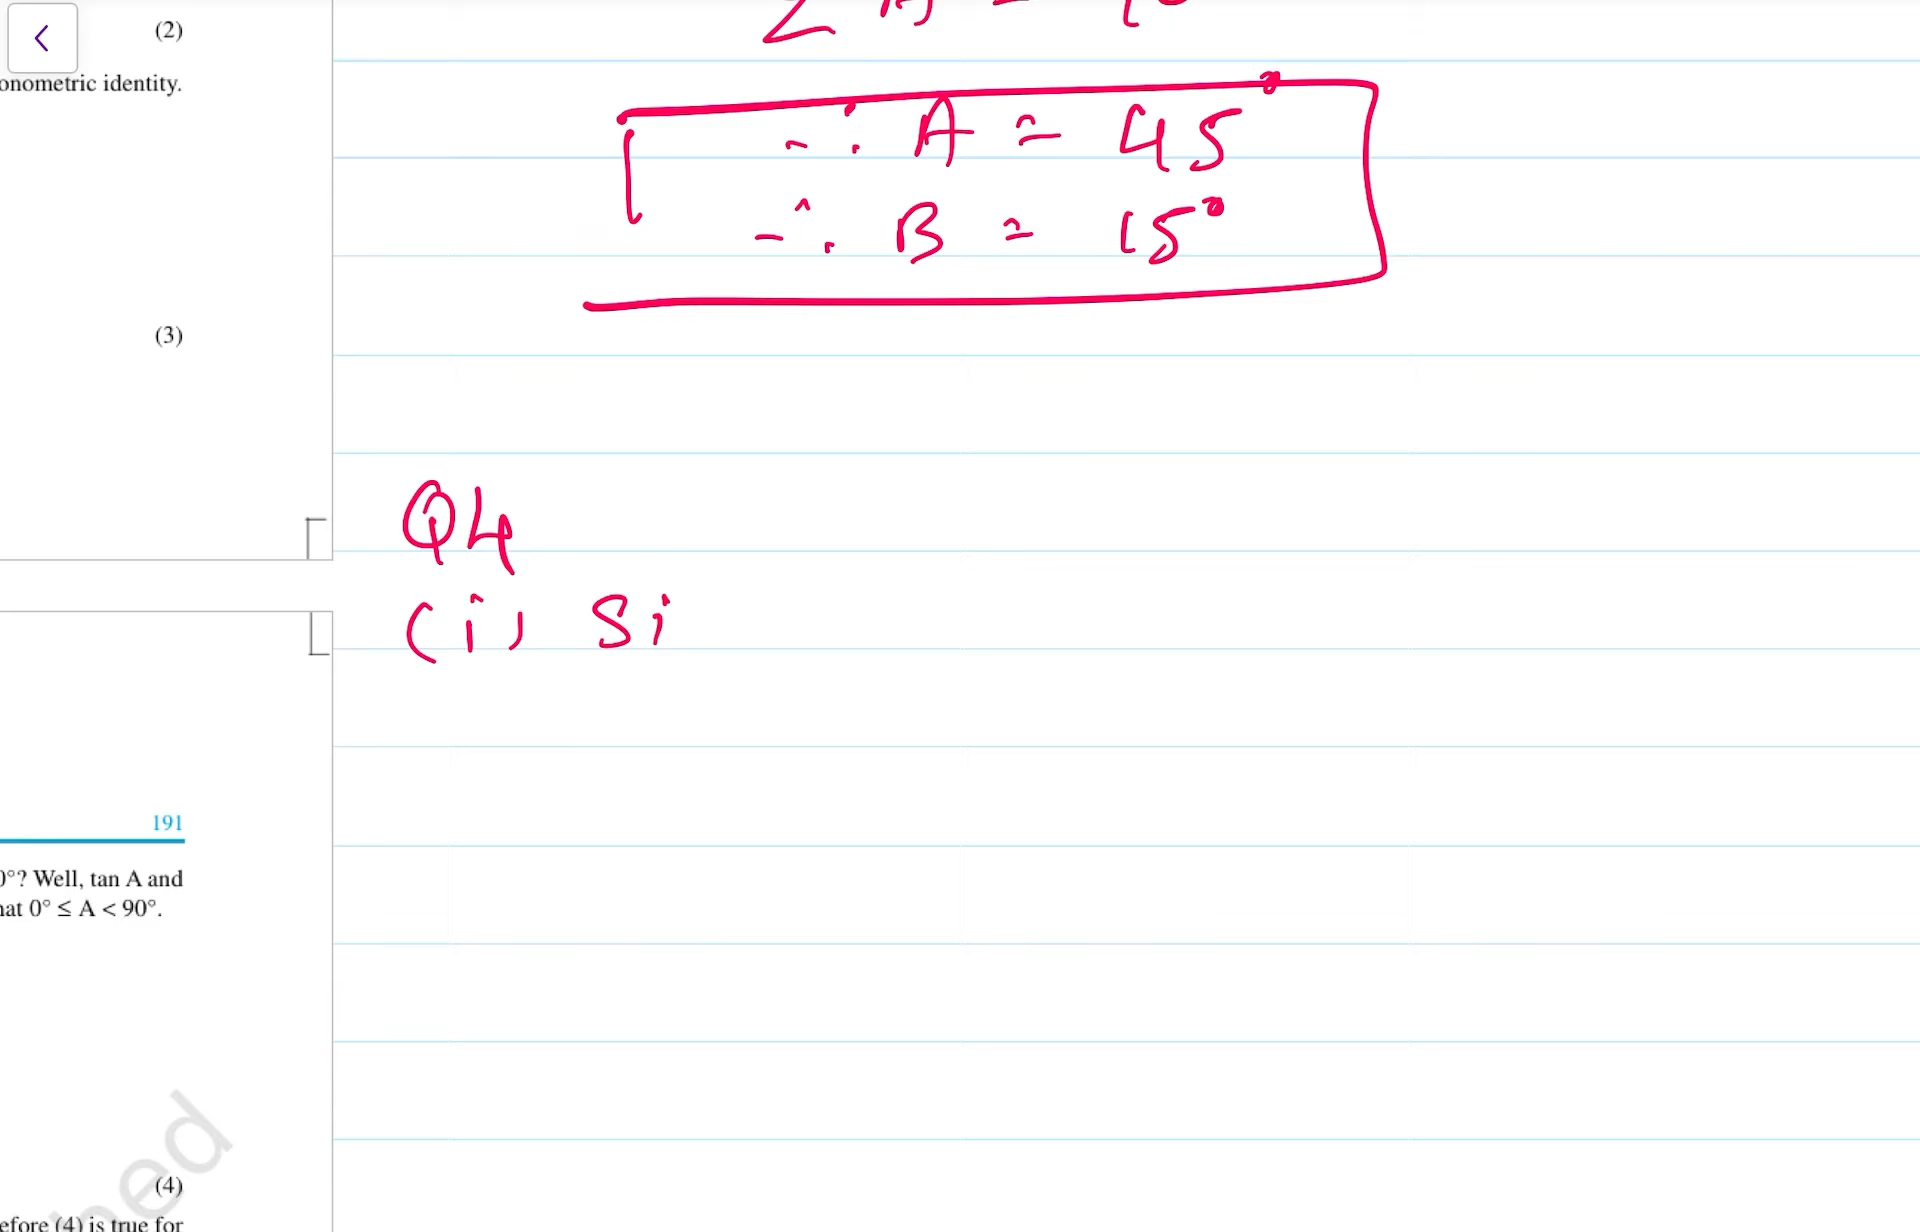 (2)
onometric identity.
∴ A = 45°
∴ B = 15°
(3)
Q4
(i) Si
191
0°? Well, tan A and
hat 0° ≤ A < 90°.
(4)
efore (4) is true for